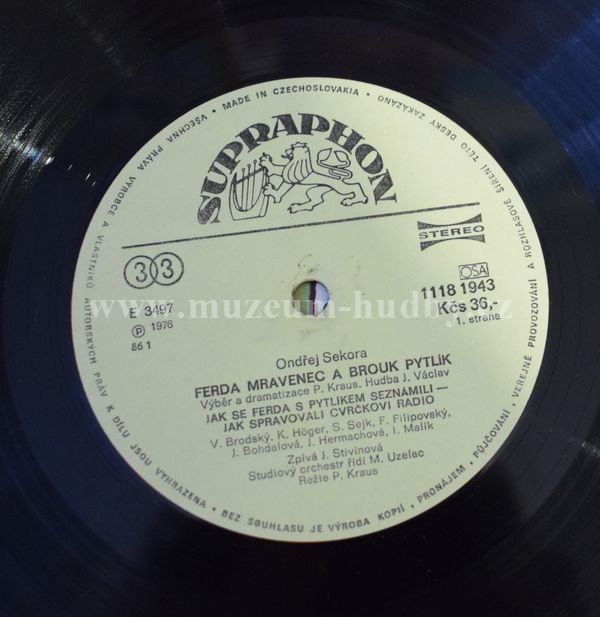 • MADE IN CZECHOSLOVAKIA •
VŠECHNA PRÁVA VÝROBCE A VLASTNÍKŮ AUTORSKÝCH PRÁV K DÍLU JSOU VYHRAZENA • BEZ SOUHLASU JE VÝROBA KOPIÍ, PRONÁJEM, PŮJČOVÁNÍ, VEŘEJNÉ PROVOZOVÁNÍ A ROZHLASOVÉ ŠÍŘENÍ TÉTO DESKY ZAKÁZÁNO
SUPRAPHON
STEREO
33
OSA
E 3497
1118 1943
℗ 1976
Kčs 36,-
86 1
1. strana
www.muzeum-hudby.cz
Ondřej Sekora
FERDA MRAVENEC A BROUK PYTLÍK
Výběr a dramatizace P. Kraus. Hudba J. Václav
JAK SE FERDA S PYTLÍKEM SEZNÁMILI —
JAK SPRAVOVALI CVRČKOVI RADIO
V. Brodský, K. Höger, S. Sejk, F. Filipovský,
J. Bohdalová, J. Hermachová, I. Malík
Zpívá J. Stivínová
Studiový orchestr řídí M. Uzelac
Režie P. Kraus